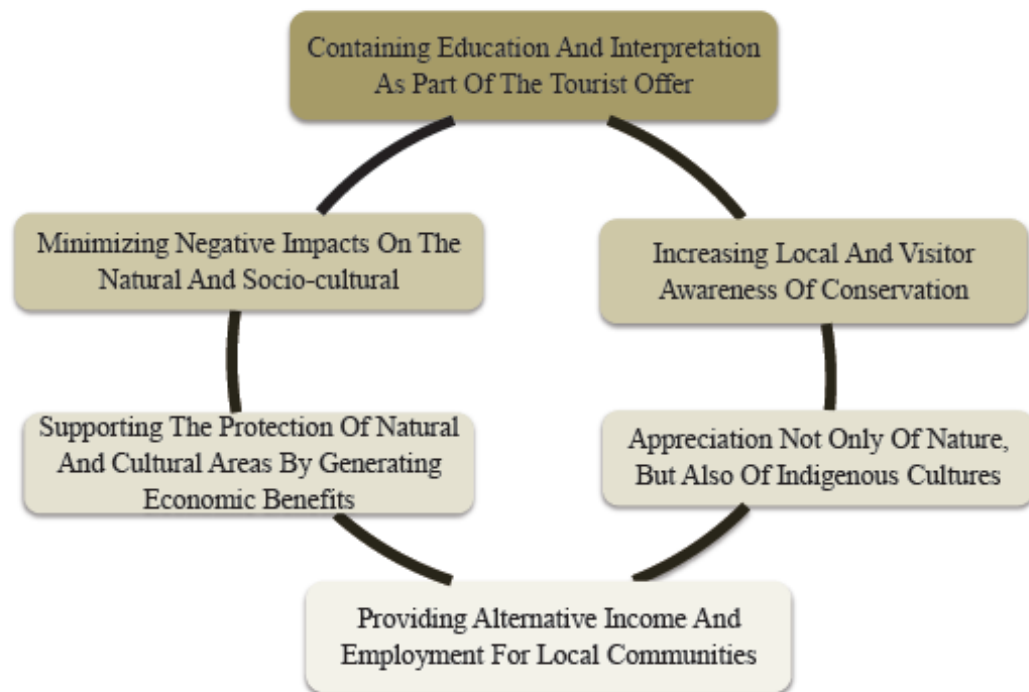 Containing Education And Interpretation
As Part Of The Tourist Offer
Minimizing Negative Impacts On The
Natural And Socio-cultural
Increasing Local And Visitor
Awareness Of Conservation
Supporting The Protection Of Natural
And Cultural Areas By Generating
Economic Benefits
Appreciation Not Only Of Nature,
But Also Of Indigenous Cultures
Providing Alternative Income And
Employment For Local Communities